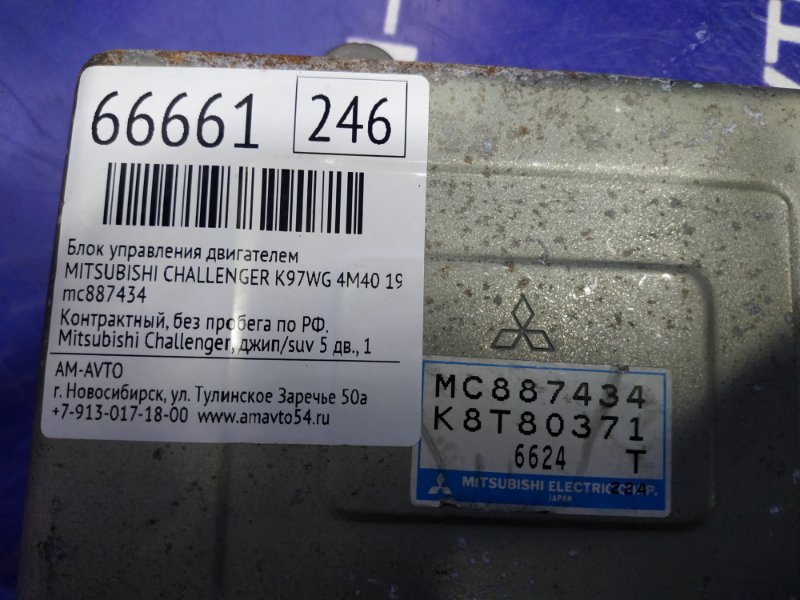 66661 246
Блок управления двигателем
MITSUBISHI CHALLENGER K97WG 4M40 19
mc887434
Контрактный, без пробега по РФ.
Mitsubishi Challenger, джип/suv 5 дв., 1
AM-AVTO
г. Новосибирск, ул. Тулинское Заречье 50а
+7-913-017-18-00 www.amavto54.ru
MC887434
K8T80371
6624 T
MITSUBISHI ELECTRIC CORP.
JAPAN